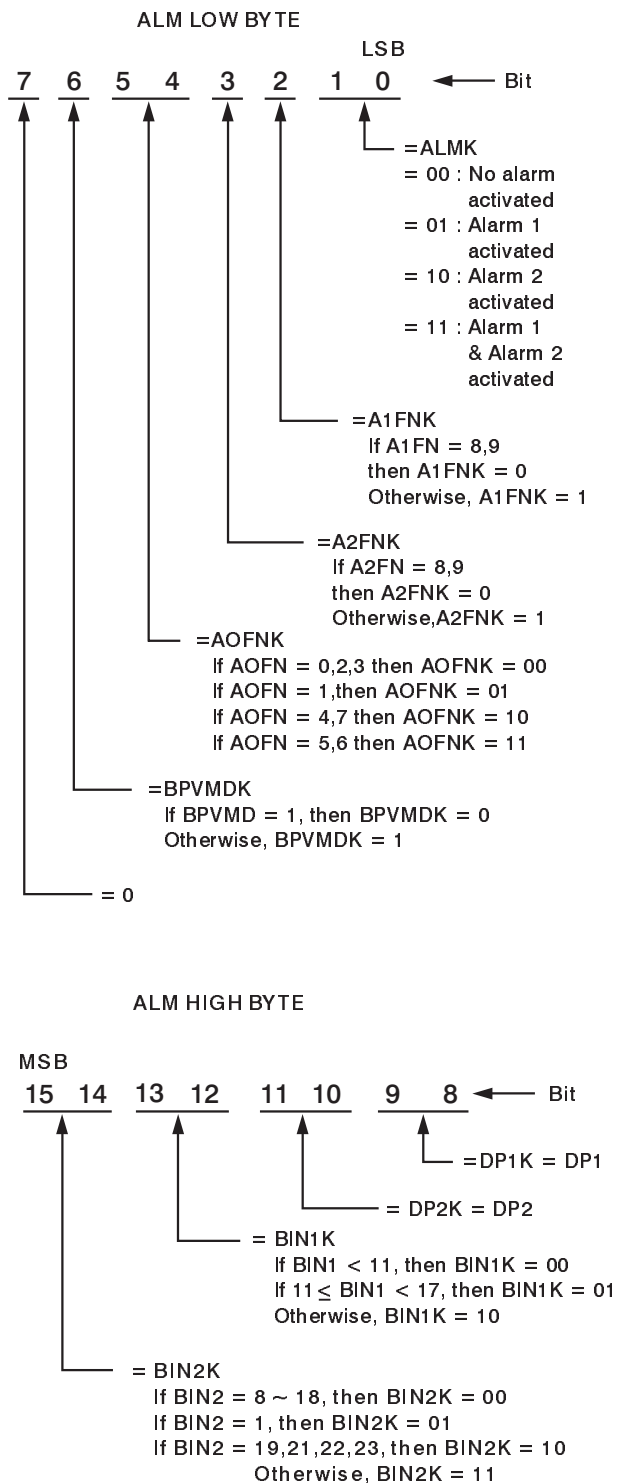 ALM LOW BYTE
LSB
7 6 5 4 3 2 1 0 Bit
=ALMK
= 00 : No alarm
activated
= 01 : Alarm 1
activated
= 10 : Alarm 2
activated
= 11 : Alarm 1
& Alarm 2
activated
=A1FNK
If A1FN = 8,9
then A1FNK = 0
Otherwise, A1FNK = 1
=A2FNK
If A2FN = 8,9
then A2FNK = 0
Otherwise,A2FNK = 1
=AOFNK
If AOFN = 0,2,3 then AOFNK = 00
If AOFN = 1,then AOFNK = 01
If AOFN = 4,7 then AOFNK = 10
If AOFN = 5,6 then AOFNK = 11
=BPVMDK
If BPVMD = 1, then BPVMDK = 0
Otherwise, BPVMDK = 1
= 0
ALM HIGH BYTE
MSB
15 14 13 12 11 10 9 8 Bit
=DP1K = DP1
= DP2K = DP2
= BIN1K
If BIN1 < 11, then BIN1K = 00
If 11 ≤ BIN1 < 17, then BIN1K = 01
Otherwise, BIN1K = 10
= BIN2K
If BIN2 = 8 ~ 18, then BIN2K = 00
If BIN2 = 1, then BIN2K = 01
If BIN2 = 19,21,22,23, then BIN2K = 10
Otherwise, BIN2K = 11